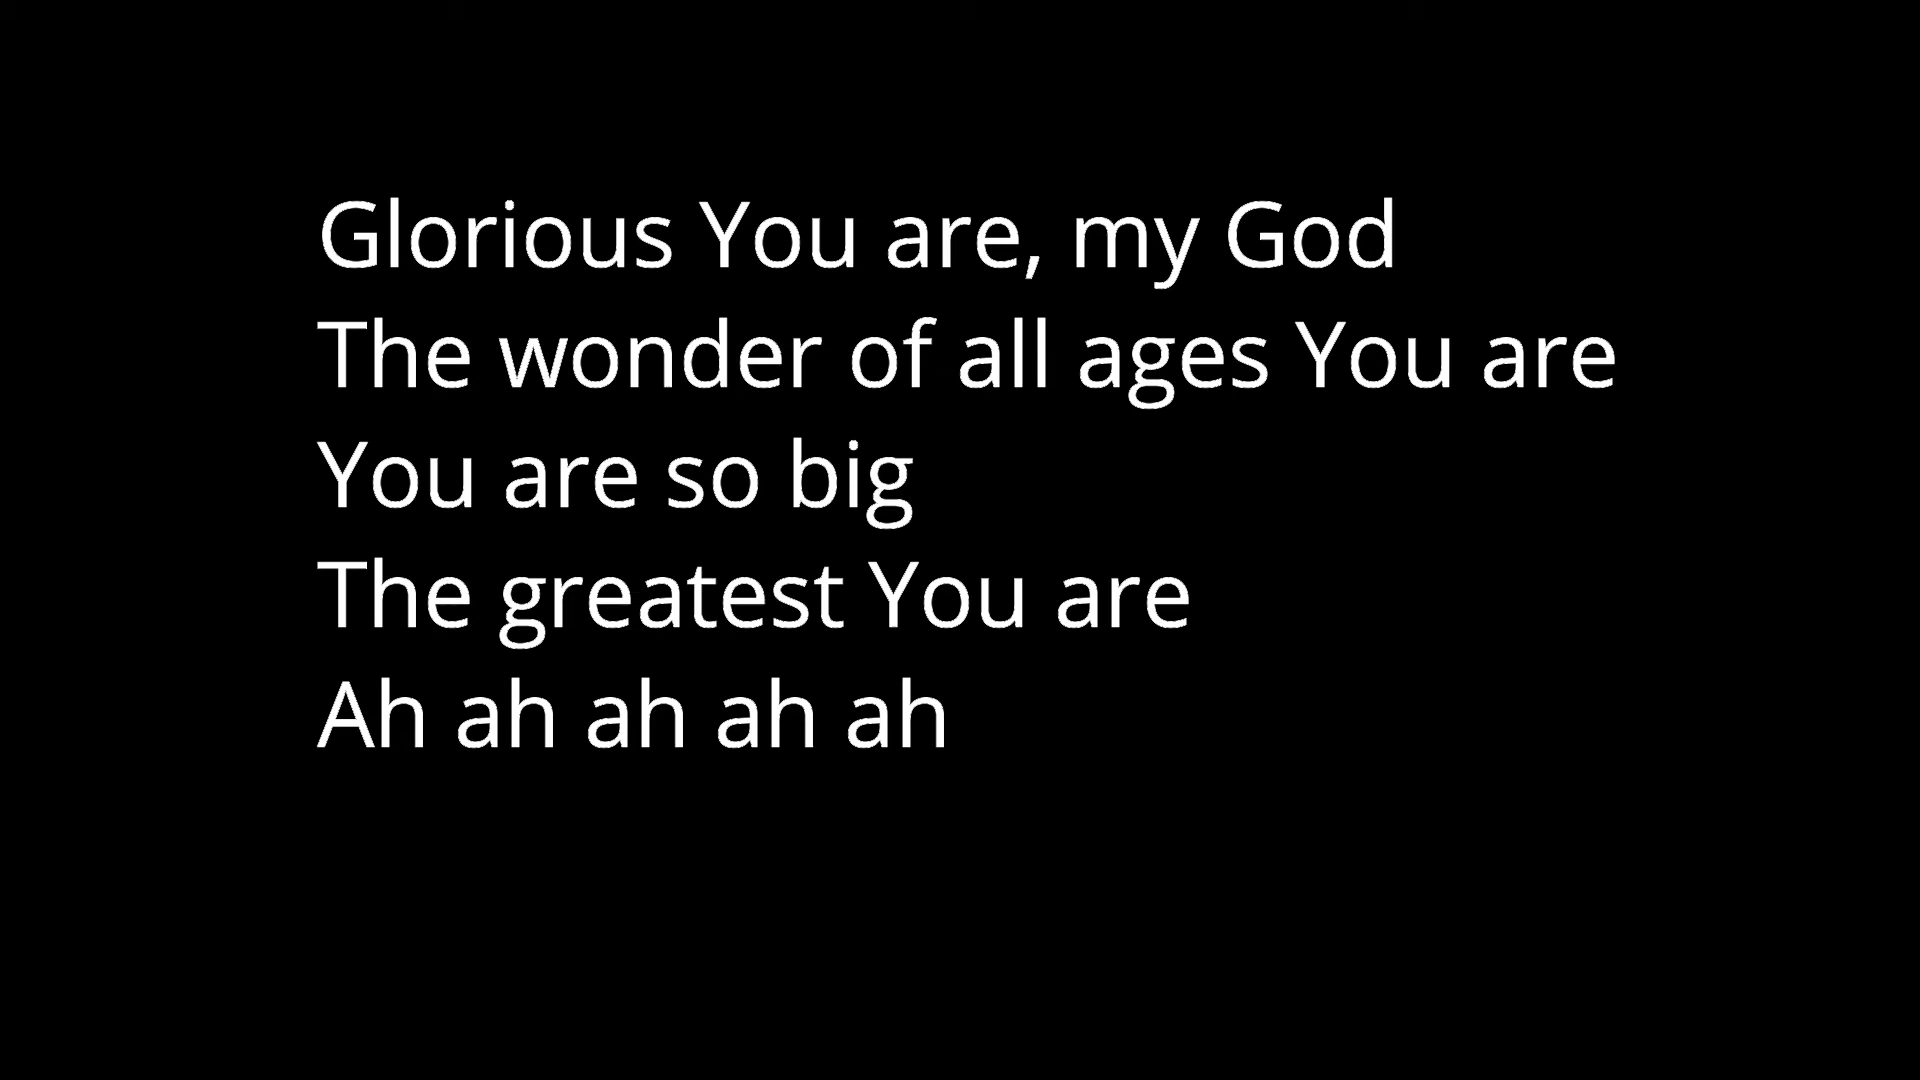 Glorious You are, my God
The wonder of all ages You are
You are so big
The greatest You are
Ah ah ah ah ah